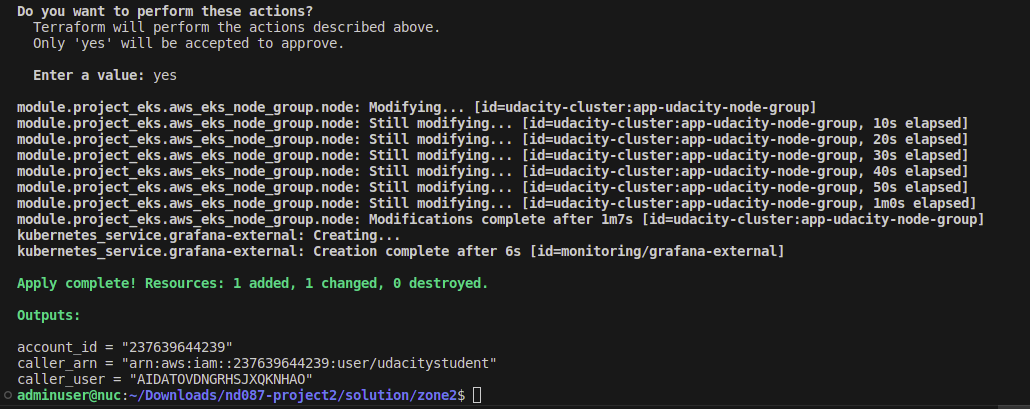 Do you want to perform these actions?
Terraform will perform the actions described above.
Only 'yes' will be accepted to approve.
Enter a value: yes
module.project_eks.aws_eks_node_group.node: Modifying... [id=udacity-cluster:app-udacity-node-group]
module.project_eks.aws_eks_node_group.node: Still modifying... [id=udacity-cluster:app-udacity-node-group, 10s elapsed]
module.project_eks.aws_eks_node_group.node: Still modifying... [id=udacity-cluster:app-udacity-node-group, 20s elapsed]
module.project_eks.aws_eks_node_group.node: Still modifying... [id=udacity-cluster:app-udacity-node-group, 30s elapsed]
module.project_eks.aws_eks_node_group.node: Still modifying... [id=udacity-cluster:app-udacity-node-group, 40s elapsed]
module.project_eks.aws_eks_node_group.node: Still modifying... [id=udacity-cluster:app-udacity-node-group, 50s elapsed]
module.project_eks.aws_eks_node_group.node: Still modifying... [id=udacity-cluster:app-udacity-node-group, 1m0s elapsed]
module.project_eks.aws_eks_node_group.node: Modifications complete after 1m7s [id=udacity-cluster:app-udacity-node-group]
kubernetes_service.grafana-external: Creating...
kubernetes_service.grafana-external: Creation complete after 6s [id=monitoring/grafana-external]
Apply complete! Resources: 1 added, 1 changed, 0 destroyed.
Outputs:
account_id = "237639644239"
caller_arn = "arn:aws:iam::237639644239:user/udacitystudent"
caller_user = "AIDATOVDNGRHSJXQKNHAO"
adminuser@nuc:~/Downloads/nd087-project2/solution/zone2$